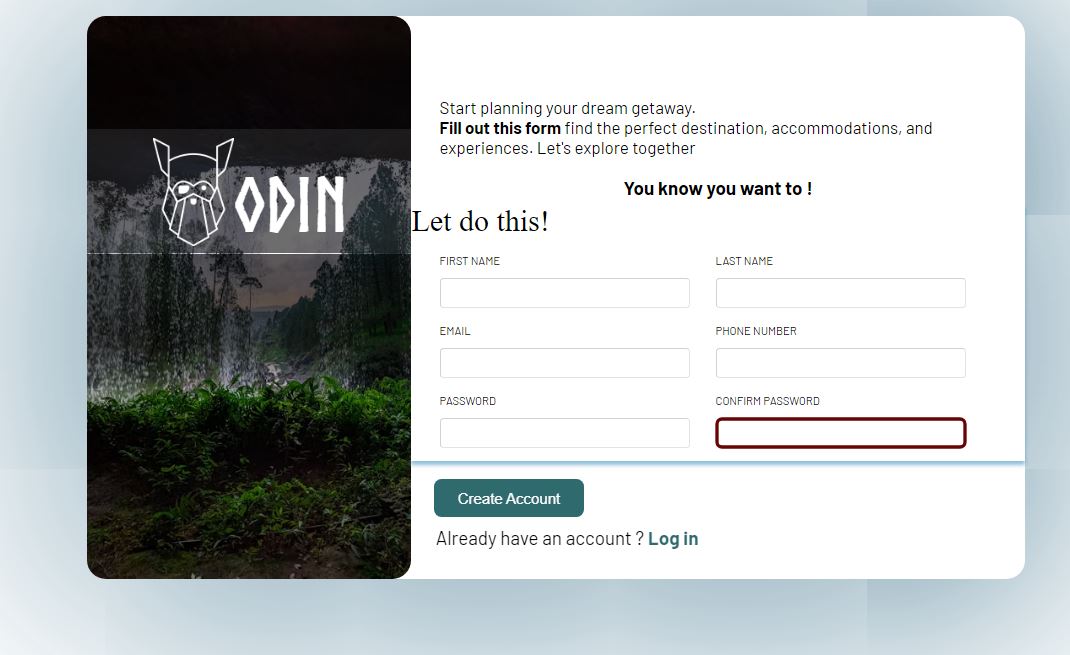 ODIN
Start planning your dream getaway.
Fill out this form find the perfect destination, accommodations, and
experiences. Let's explore together
You know you want to !
Let do this!
FIRST NAME
LAST NAME
EMAIL
PHONE NUMBER
PASSWORD
CONFIRM PASSWORD
Create Account
Already have an account ? Log in